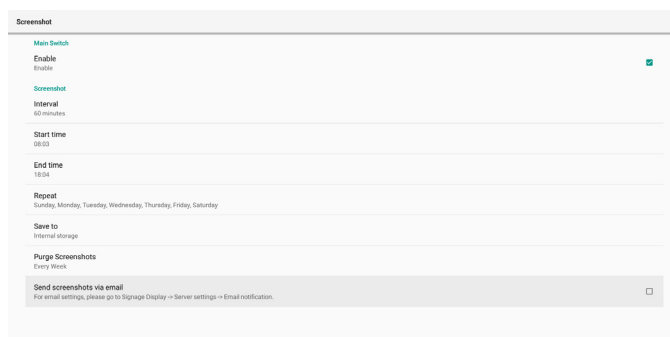 Screenshot
Main Switch
Enable
Enable
Screenshot
Interval
60 minutes
Start time
08:03
End time
18:04
Repeat
Sunday, Monday, Tuesday, Wednesday, Thursday, Friday, Saturday
Save to
Internal storage
Purge Screenshots
Every Week
Send screenshots via email
For email settings, please go to Signage Display -> Server settings -> Email notification.